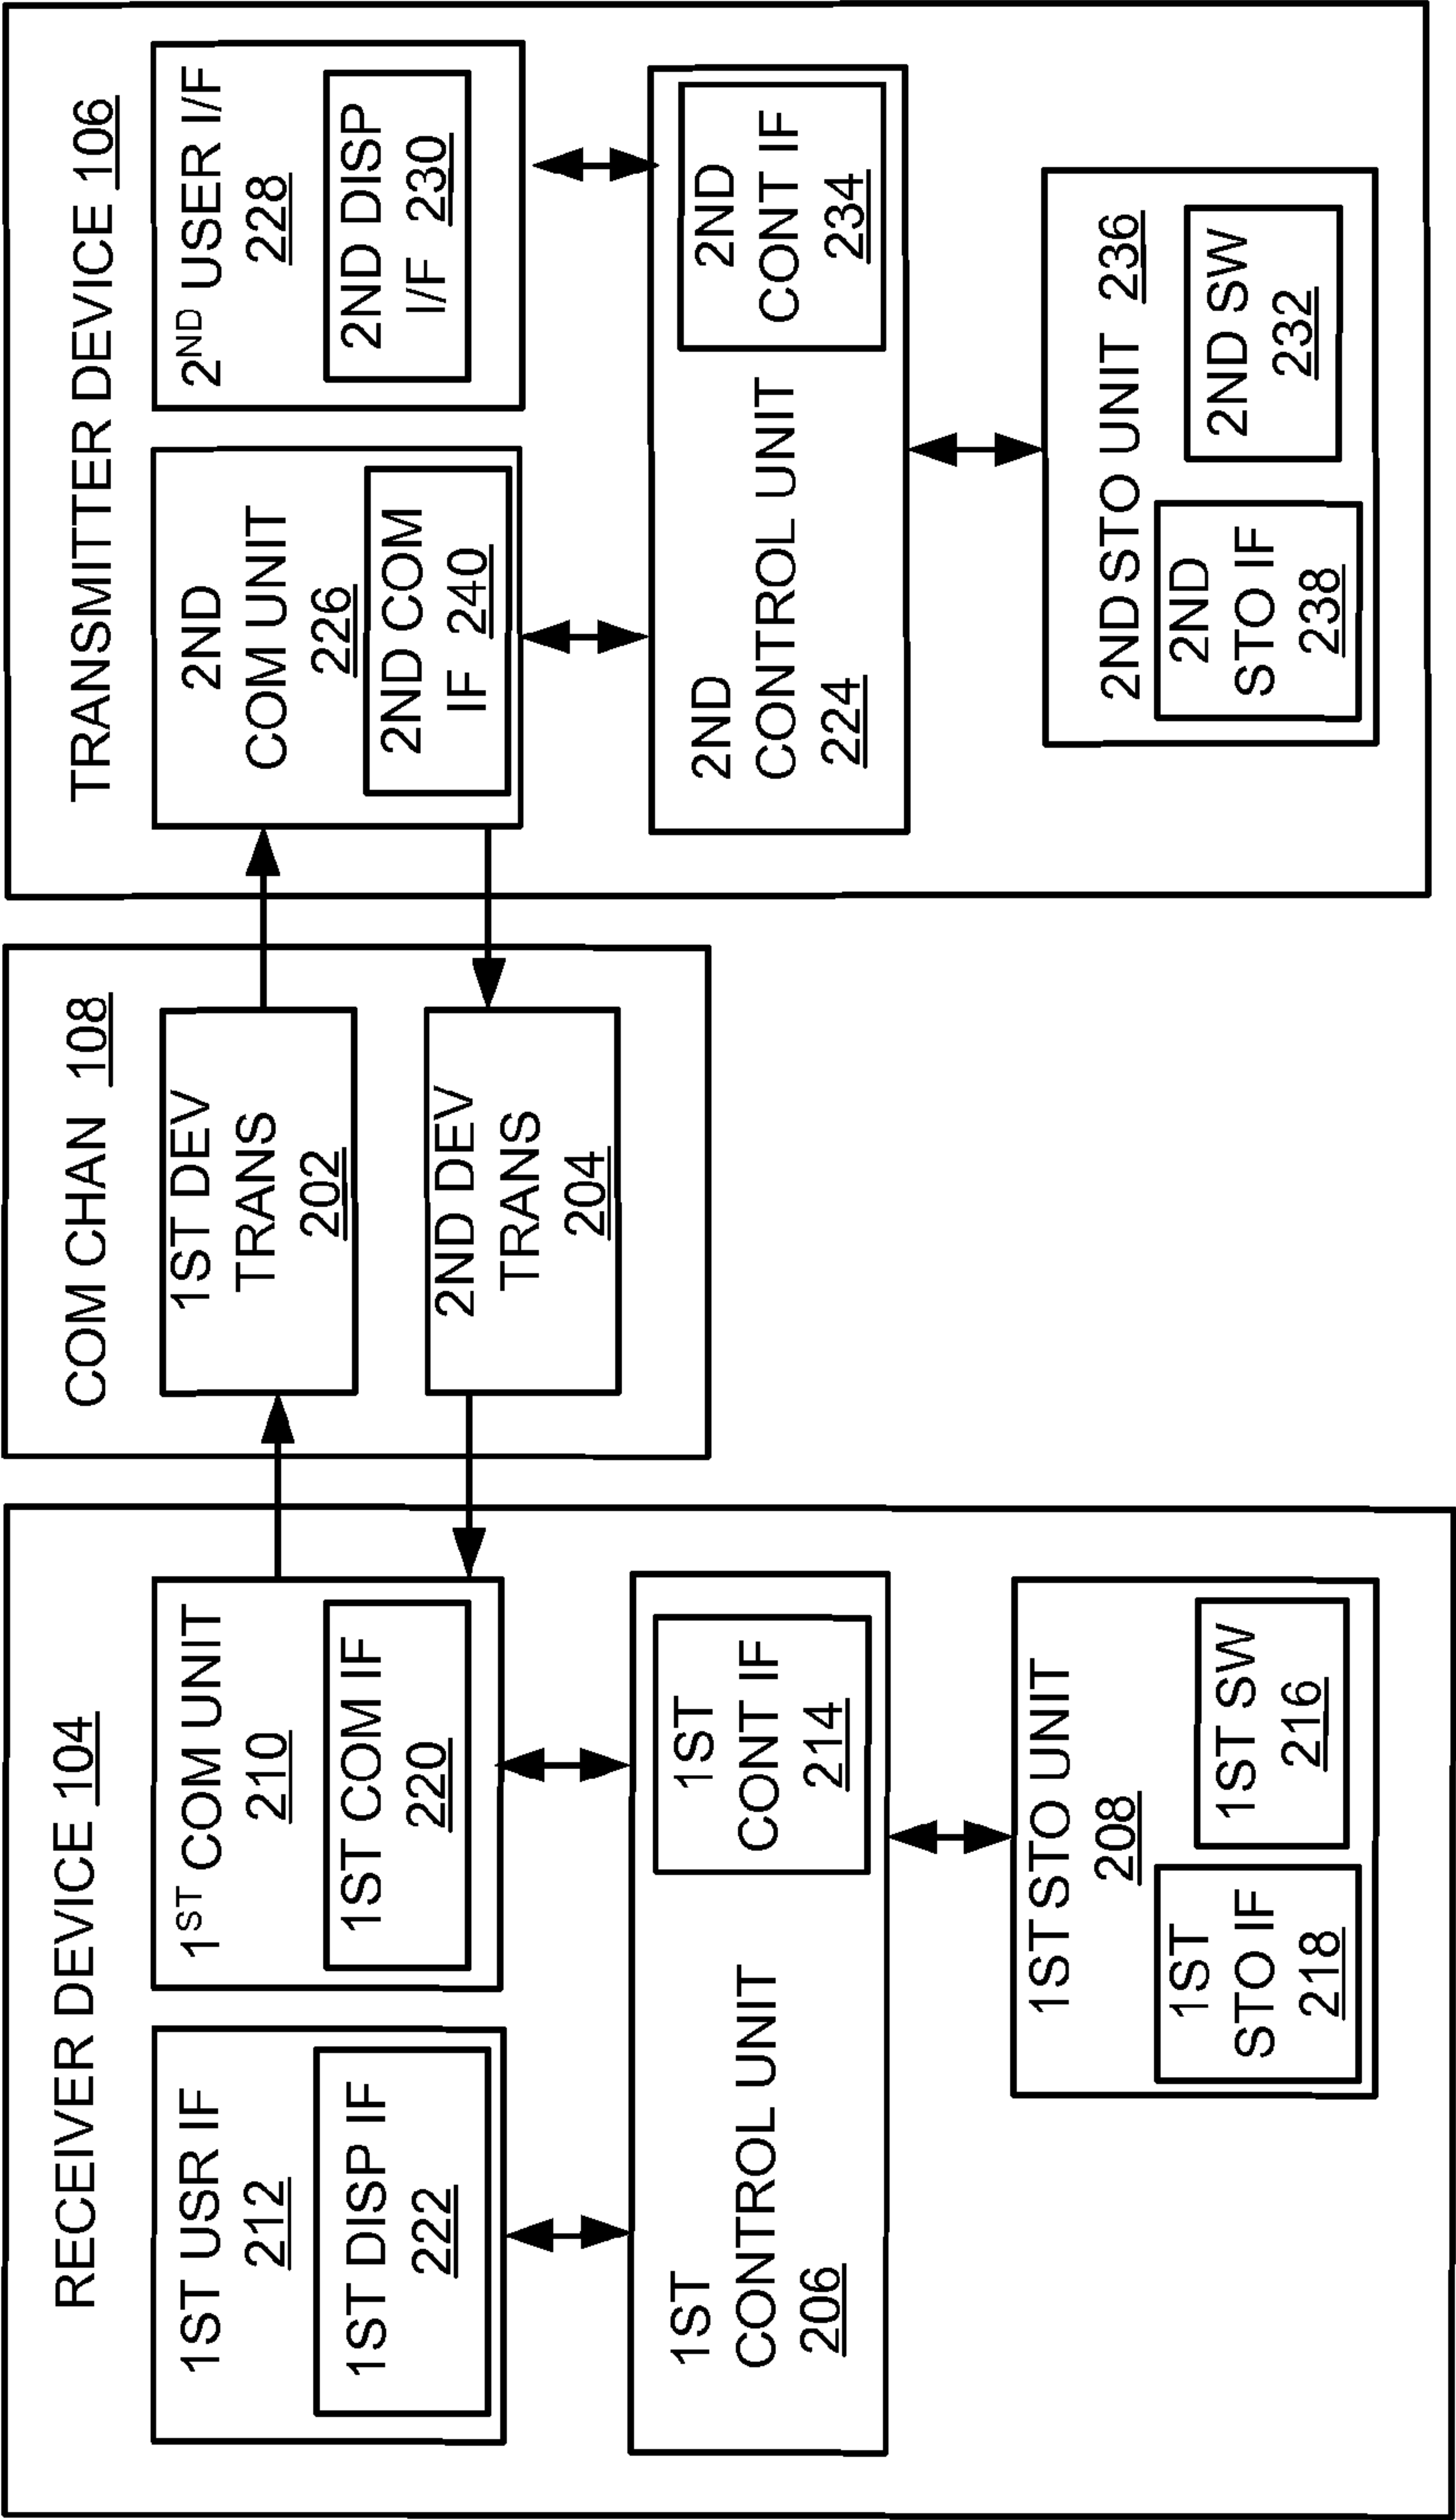 RECEIVER DEVICE 104
1ST USR IF
212
1ST DISP IF
222
1ST COM UNIT
210
1ST COM IF
220
1ST
CONTROL UNIT
206
1ST
CONT IF
214
1ST STO UNIT
208
1ST
STO IF
218
1ST SW
216
COM CHAN 108
1ST DEV
TRANS
202
2ND DEV
TRANS
204
TRANSMITTER DEVICE 106
2ND
COM UNIT
226
2ND COM
IF 240
2ND USER I/F
228
2ND DISP
I/F 230
2ND
CONTROL UNIT
224
2ND
CONT IF
234
2ND STO UNIT 236
2ND
STO IF
238
2ND SW
232